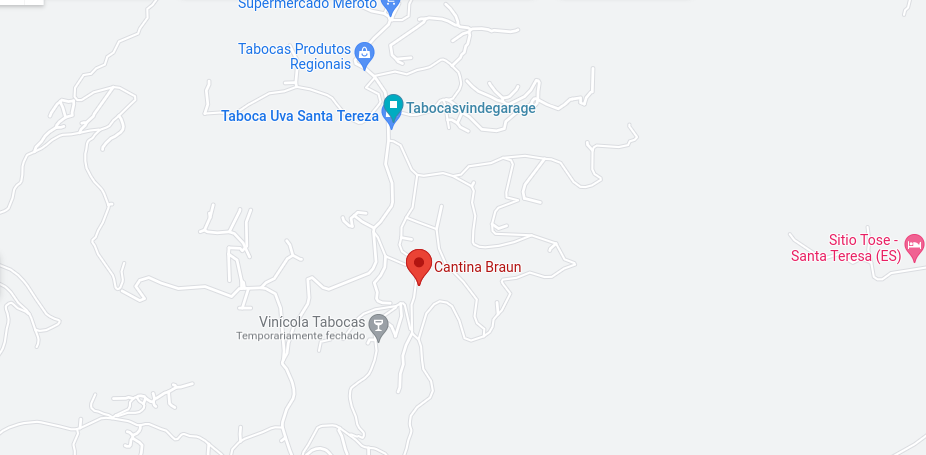 Supermercado Meroto
Tabocas Produtos
Regionais
Tabocasvindegarage
Taboca Uva Santa Tereza
Sitio Tose -
Santa Teresa (ES)
Cantina Braun
Vinícola Tabocas
Temporariamente fechado